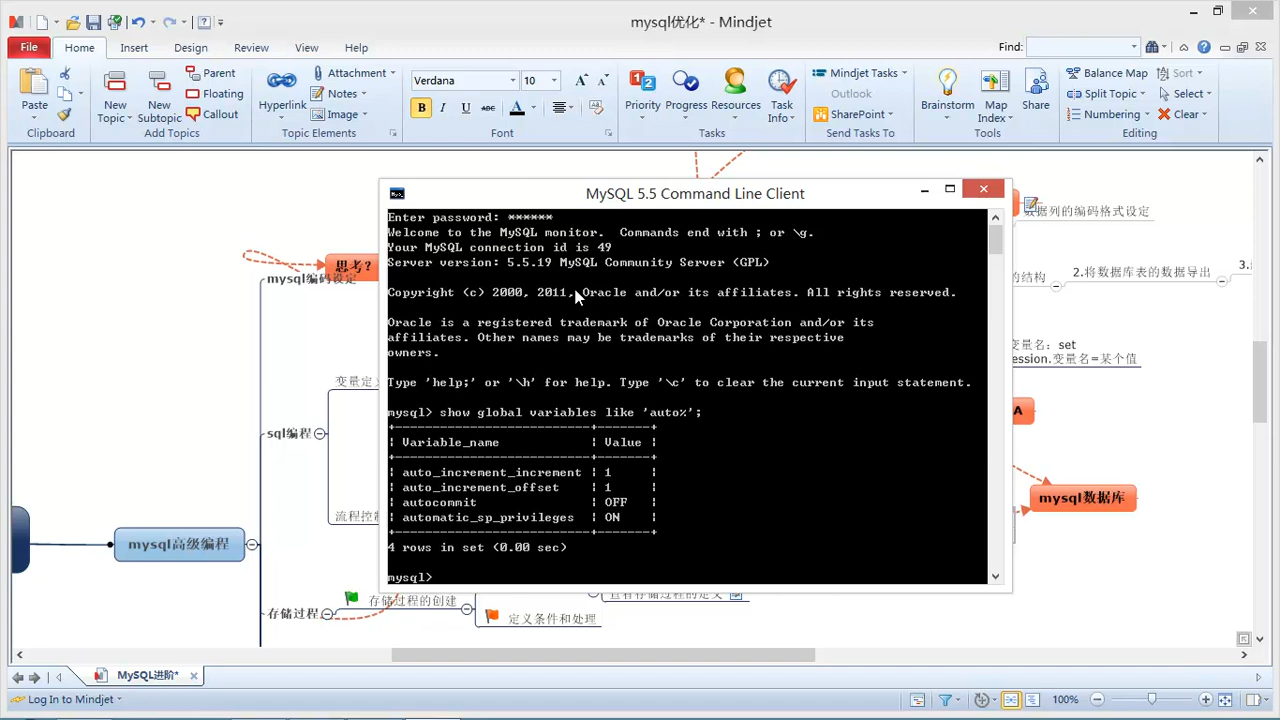 mysql优化* - Mindjet
File Home Insert Design Review View Help
Find:
Paste
Clipboard
New Topic
New Subtopic
Parent
Floating
Callout
Add Topics
Hyperlink
Attachment
Notes
Image
Topic Elements
Verdana 10
B I U abc A
Font
Priority
Progress
Resources
Task Info
Tasks
Mindjet Tasks
Outlook
SharePoint
Send Tasks To
Brainstorm
Map Index
Share
Tools
Balance Map
Split Topic
Numbering
Sort
Select
Clear
Editing
MySQL 5.5 Command Line Client
Enter password: ******
Welcome to the MySQL monitor.  Commands end with ; or \g.
Your MySQL connection id is 49
Server version: 5.5.19 MySQL Community Server (GPL)
Copyright (c) 2000, 2011, Oracle and/or its affiliates. All rights reserved.
Oracle is a registered trademark of Oracle Corporation and/or its
affiliates. Other names may be trademarks of their respective
owners.
Type 'help;' or '\h' for help. Type '\c' to clear the current input statement.
mysql> show global variables like 'auto%';
| Variable_name | Value |
| auto_increment_increment | 1 |
| auto_increment_offset | 1 |
| autocommit | OFF |
| automatic_sp_privileges | ON |
4 rows in set (0.00 sec)
mysql>
思考？
mysql编码设定
变量定
sql编程
流程控
mysql高级编程
存储过程
存储过程的创建
定义条件和处理
数据列的编码格式设定
的结构
2.将数据库表的数据导出
3.
变量名：set
ession.变量名=某个值
A
mysql数据库
MySQL进阶*
Log In to Mindjet
100%